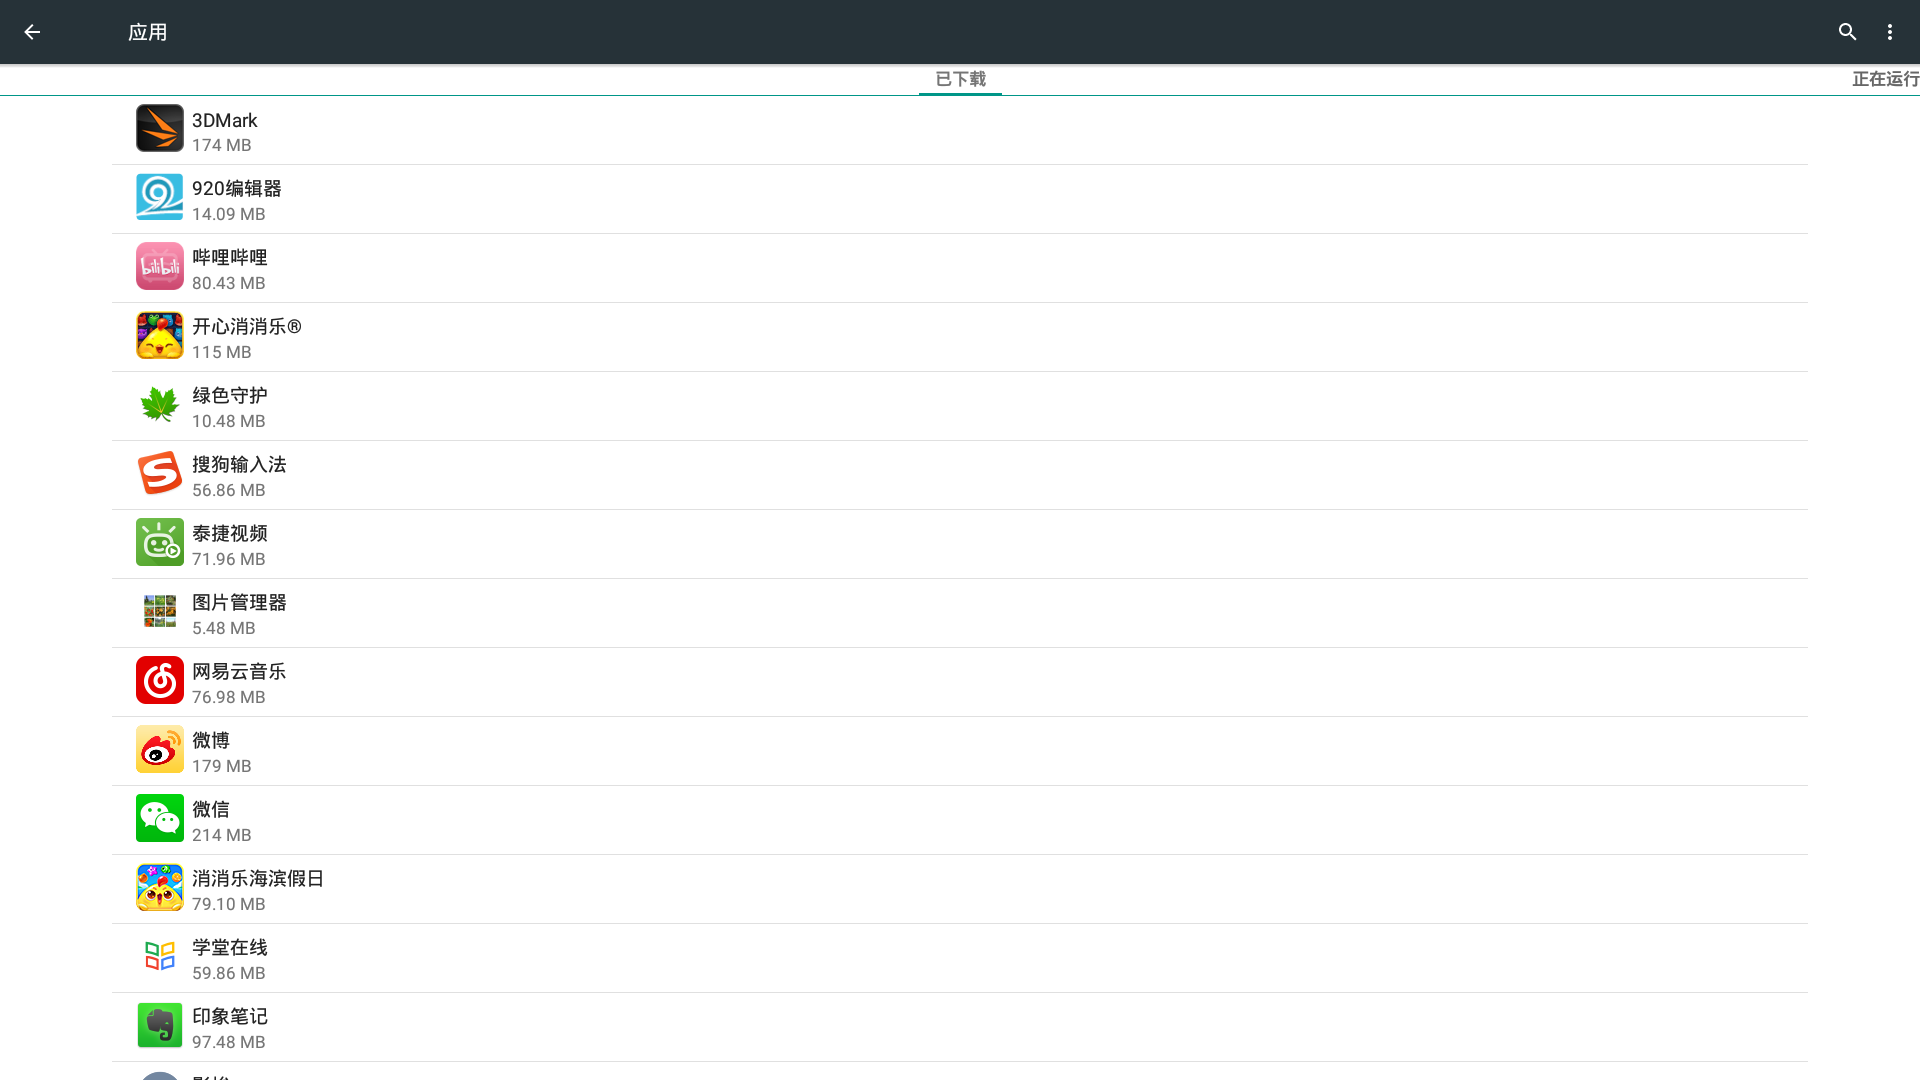 应用
已下载
正在运行
3DMark
174 MB
920编辑器
14.09 MB
bilibili
哔哩哔哩
80.43 MB
开心消消乐®
115 MB
绿色守护
10.48 MB
搜狗输入法
56.86 MB
泰捷视频
71.96 MB
图片管理器
5.48 MB
网易云音乐
76.98 MB
微博
179 MB
微信
214 MB
消消乐海滨假日
79.10 MB
学堂在线
59.86 MB
印象笔记
97.48 MB